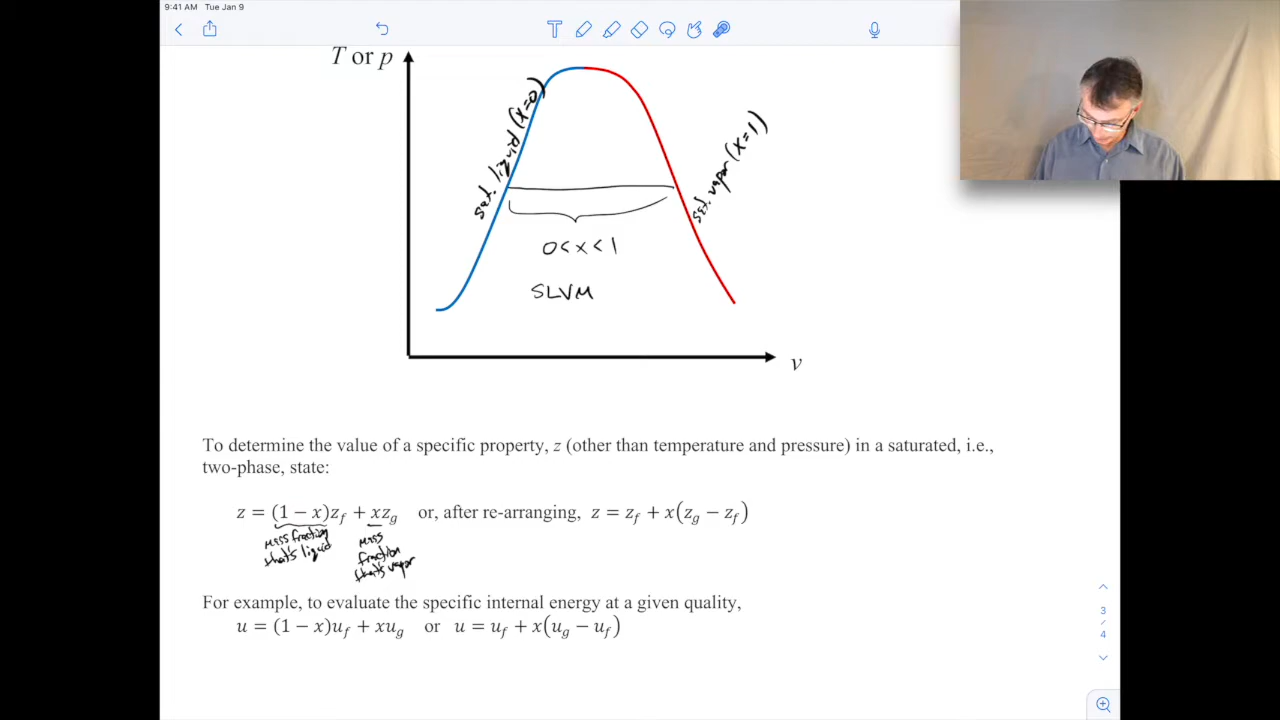 9:41 AM Tue Jan 9
T or p
sat. liquid (x=0)
sat. vapor (x=1)
0<x<1
SLVM
v
To determine the value of a specific property, z (other than temperature and pressure) in a saturated, i.e.,
two-phase, state:
z = (1 − x)z_f + xz_g or, after re-arranging, z = z_f + x(z_g − z_f)
mass fraction
that's liquid
mass
fraction
that's vapor
For example, to evaluate the specific internal energy at a given quality,
u = (1 − x)u_f + xu_g or u = u_f + x(u_g − u_f)
3
/
4